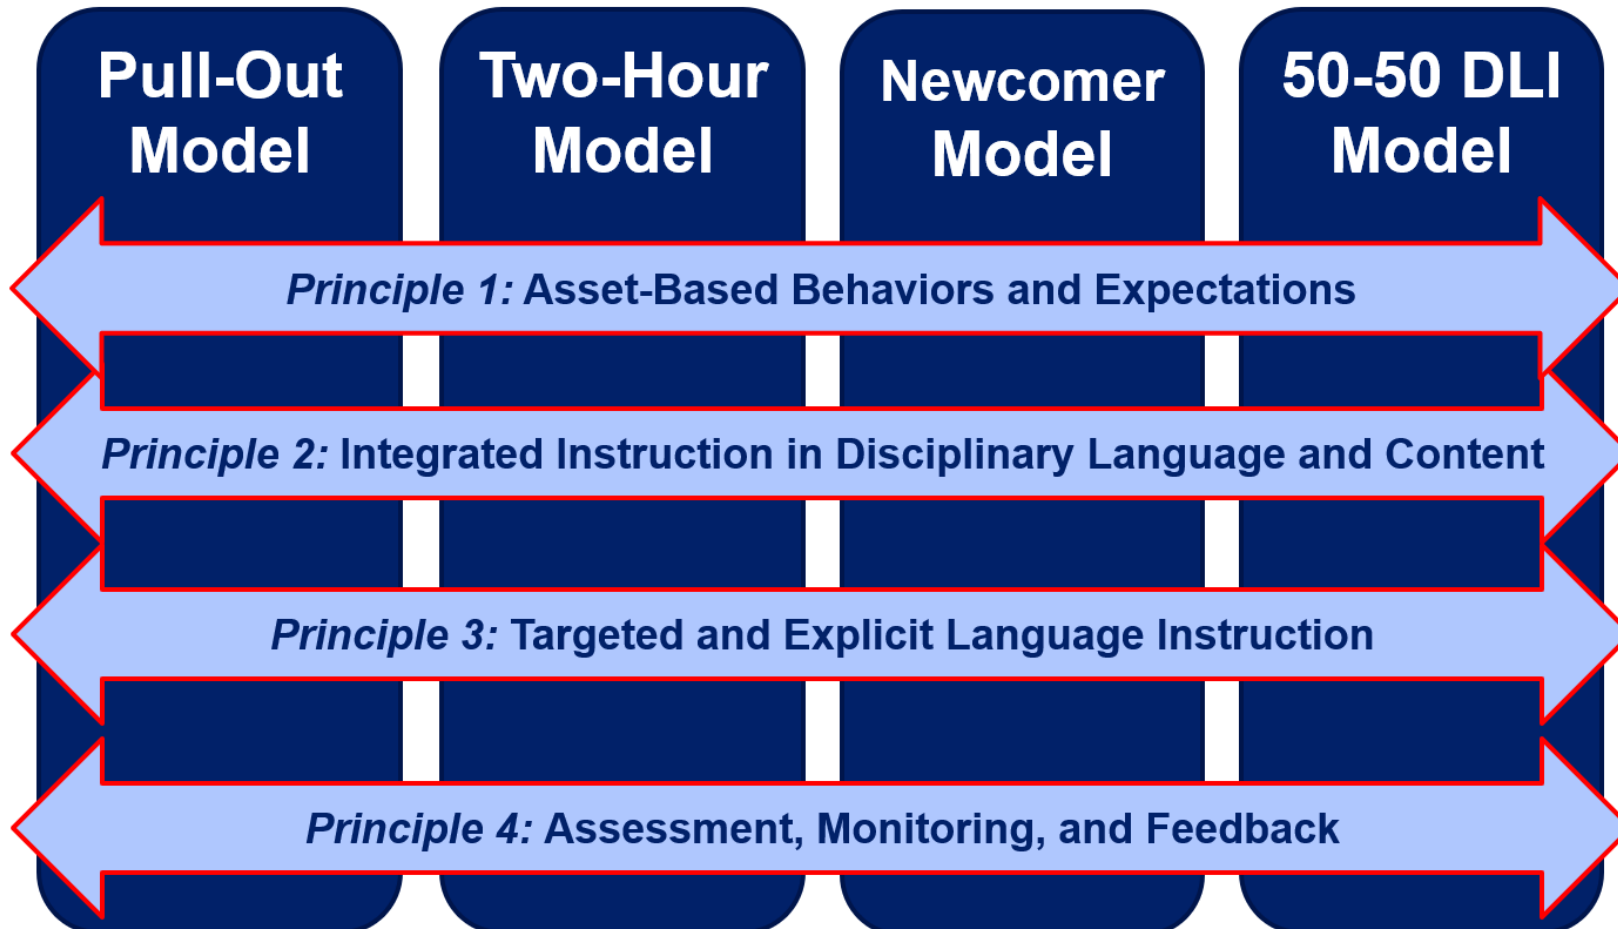 Pull-Out
Model
Two-Hour
Model
Newcomer
Model
50-50 DLI
Model
Principle 1: Asset-Based Behaviors and Expectations
Principle 2: Integrated Instruction in Disciplinary Language and Content
Principle 3: Targeted and Explicit Language Instruction
Principle 4: Assessment, Monitoring, and Feedback